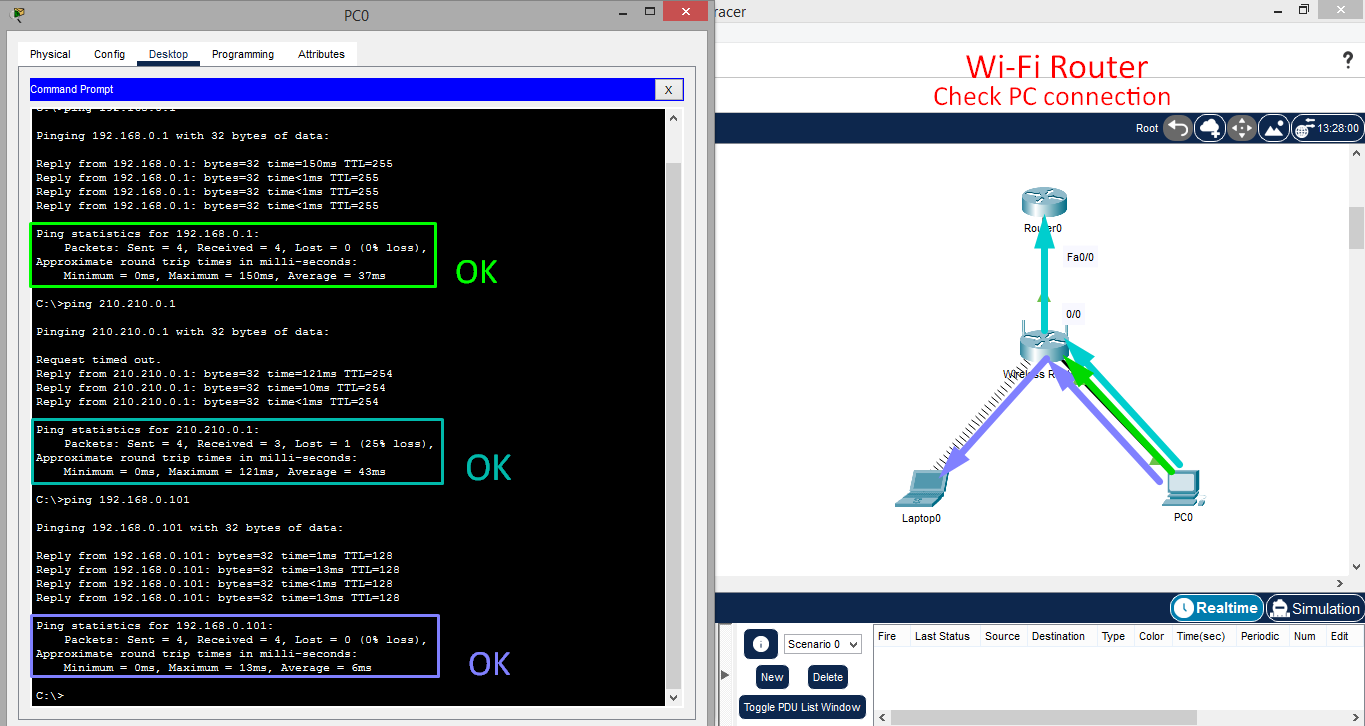 PC0
racer
Physical Config Desktop Programming Attributes
Wi-Fi Router
Check PC connection
?
Command Prompt
X
C:\>ping 192.168.0.1
Pinging 192.168.0.1 with 32 bytes of data:
Reply from 192.168.0.1: bytes=32 time=150ms TTL=255
Reply from 192.168.0.1: bytes=32 time<1ms TTL=255
Reply from 192.168.0.1: bytes=32 time<1ms TTL=255
Reply from 192.168.0.1: bytes=32 time<1ms TTL=255
Ping statistics for 192.168.0.1:
Packets: Sent = 4, Received = 4, Lost = 0 (0% loss),
Approximate round trip times in milli-seconds:
Minimum = 0ms, Maximum = 150ms, Average = 37ms
OK
C:\>ping 210.210.0.1
Pinging 210.210.0.1 with 32 bytes of data:
Request timed out.
Reply from 210.210.0.1: bytes=32 time=121ms TTL=254
Reply from 210.210.0.1: bytes=32 time=10ms TTL=254
Reply from 210.210.0.1: bytes=32 time<1ms TTL=254
Ping statistics for 210.210.0.1:
Packets: Sent = 4, Received = 3, Lost = 1 (25% loss),
Approximate round trip times in milli-seconds:
Minimum = 0ms, Maximum = 121ms, Average = 43ms
OK
C:\>ping 192.168.0.101
Pinging 192.168.0.101 with 32 bytes of data:
Reply from 192.168.0.101: bytes=32 time=1ms TTL=128
Reply from 192.168.0.101: bytes=32 time=13ms TTL=128
Reply from 192.168.0.101: bytes=32 time<1ms TTL=128
Reply from 192.168.0.101: bytes=32 time=13ms TTL=128
Ping statistics for 192.168.0.101:
Packets: Sent = 4, Received = 4, Lost = 0 (0% loss),
Approximate round trip times in milli-seconds:
Minimum = 0ms, Maximum = 13ms, Average = 6ms
OK
C:\>
Root 13:28:00
Router0
Fa0/0
0/0
Wireless
Laptop0
PC0
Realtime Simulation
Scenario 0
New Delete
Toggle PDU List Window
Fire Last Status Source Destination Type Color Time(sec) Periodic Num Edit